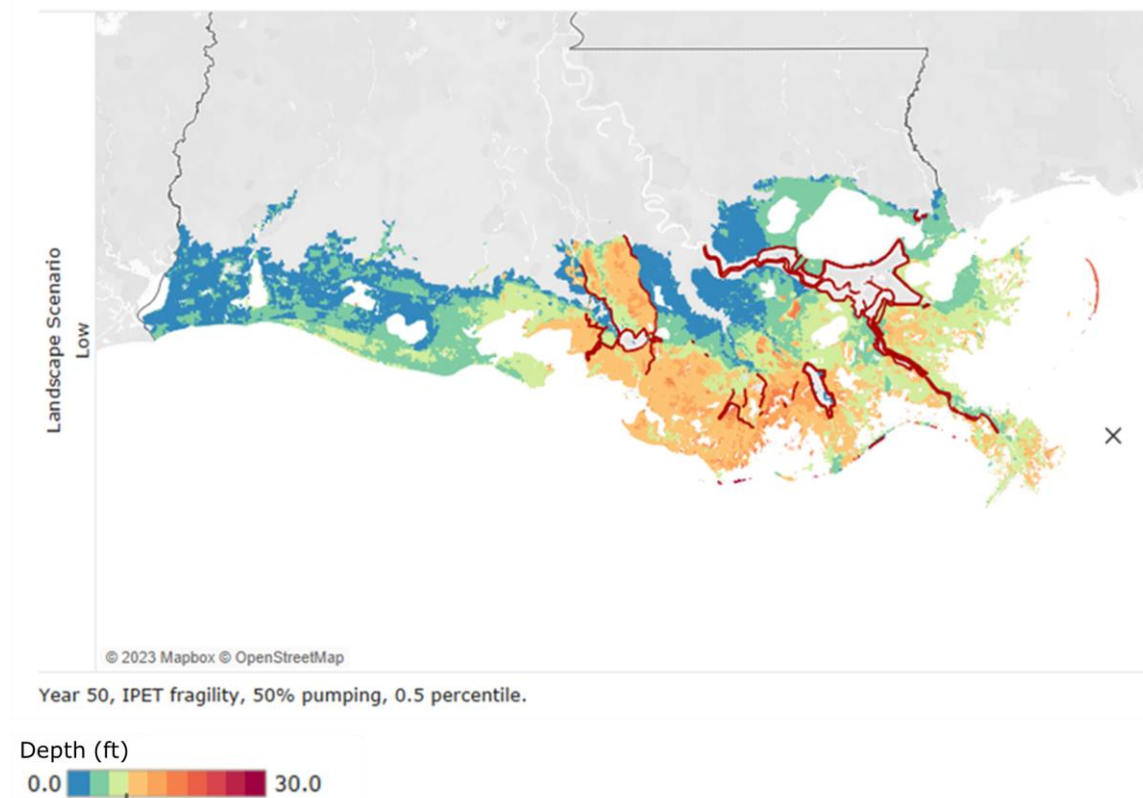 Landscape Scenario
Low
© 2023 Mapbox © OpenStreetMap
Year 50, IPET fragility, 50% pumping, 0.5 percentile.
Depth (ft)
0.0 30.0